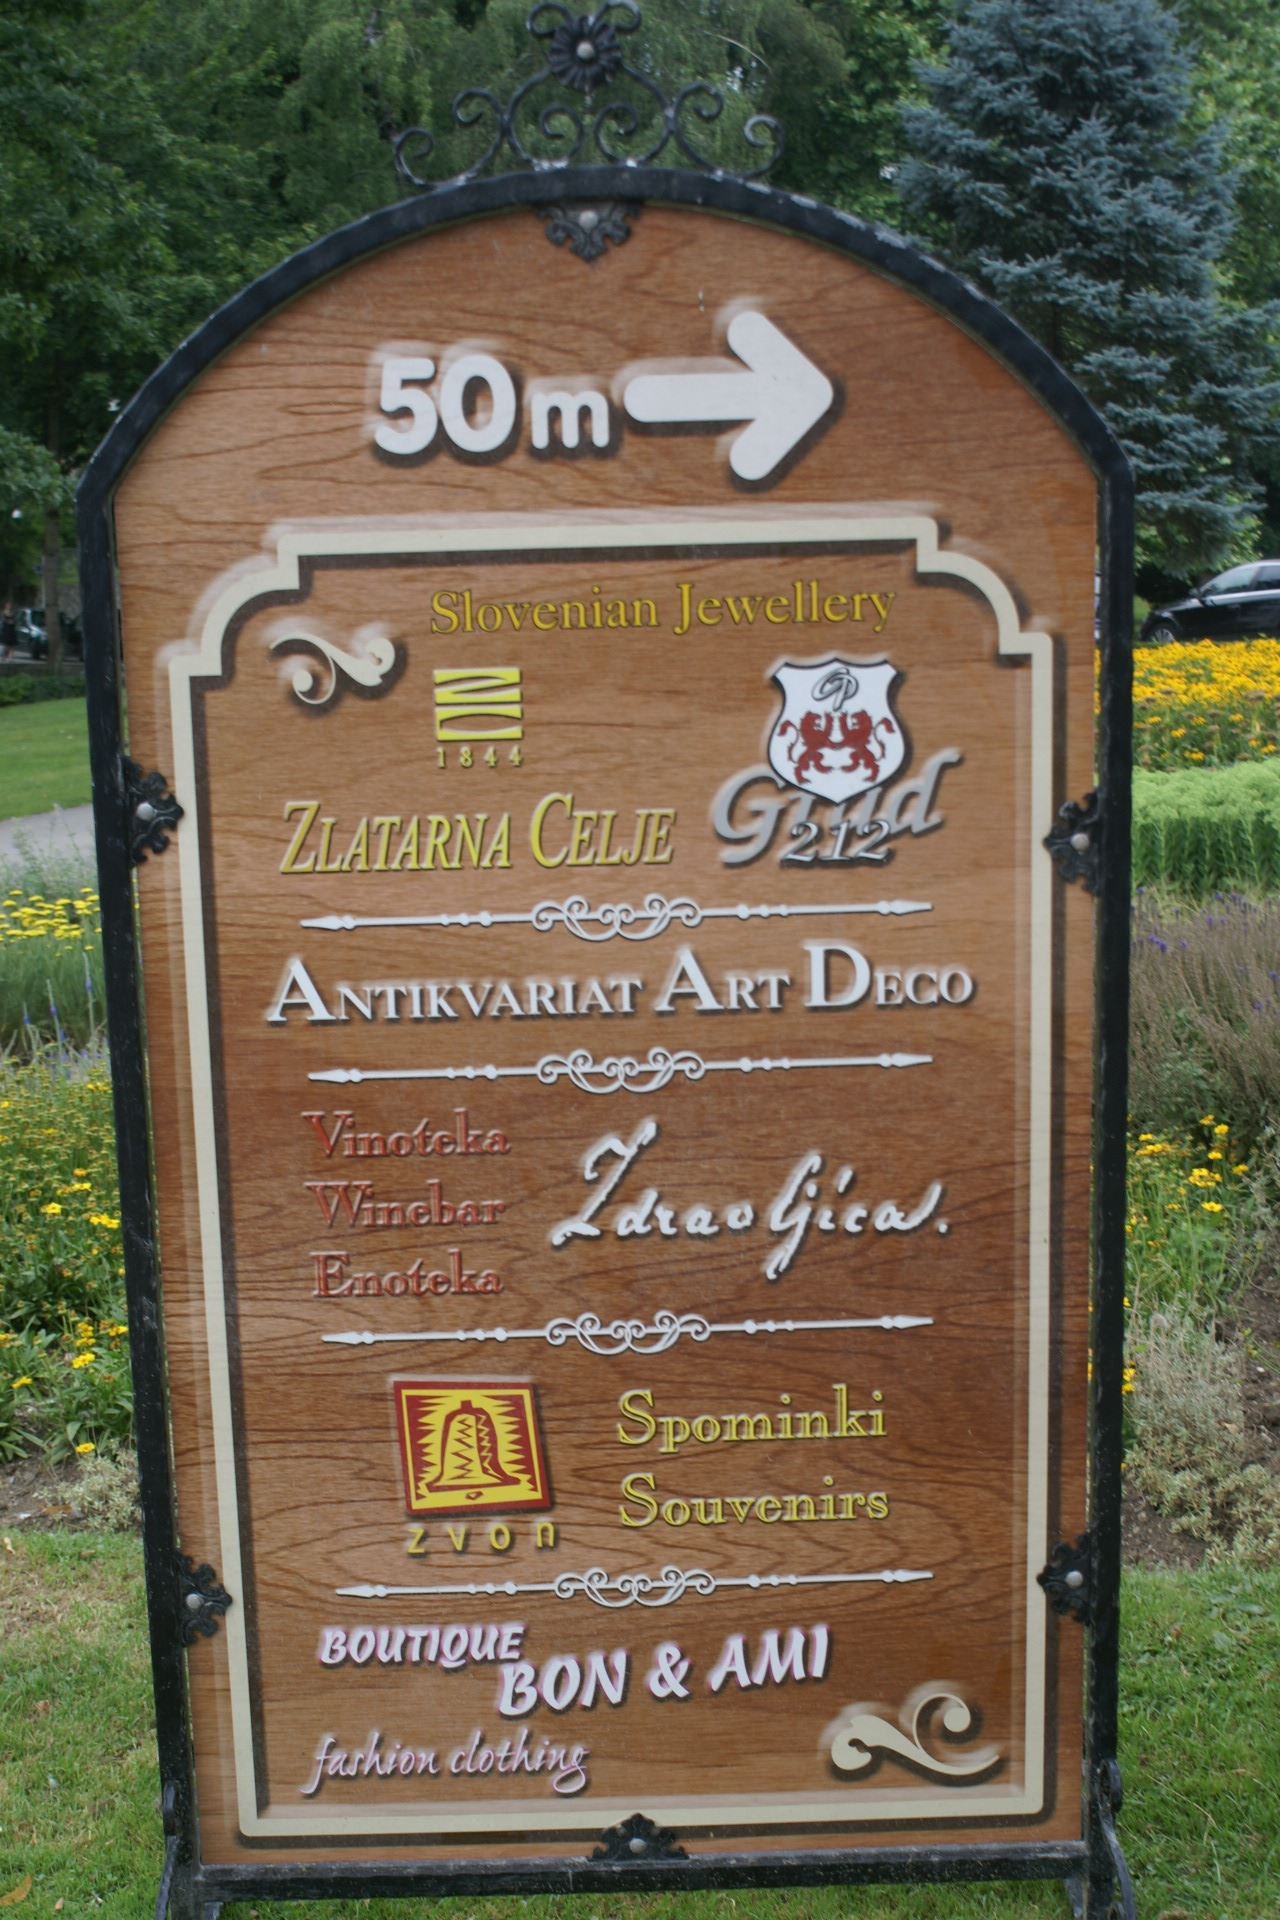 50m
Slovenian Jewellery
1844
GP
ZLATARNA CELJE
212
ANTIKVARIAT ART DECO
Vinoteka
Winebar
Enoteka
Zdravljica.
zvon
Spominki
Souvenirs
BOUTIQUE
BON & AMI
fashion clothing